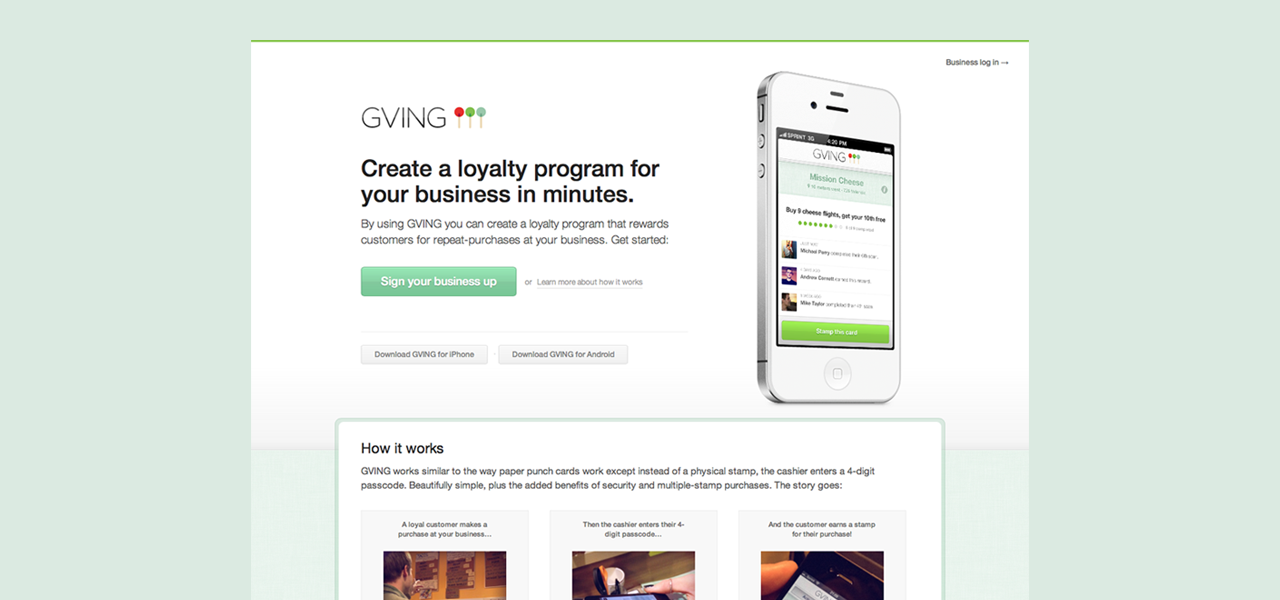 Business log in →
GVING
Create a loyalty program for
your business in minutes.
By using GVING you can create a loyalty program that rewards
customers for repeat-purchases at your business. Get started:
Sign your business up
or Learn more about how it works
Download GVING for iPhone
Download GVING for Android
SPRINT 3G 4:20 PM
GVING
Mission Cheese
Buy 9 cheese flights, get your 10th free
Michael Parry
Andrew Cornett
Mike Taylor
Stamp this card
How it works
GVING works similar to the way paper punch cards work except instead of a physical stamp, the cashier enters a 4-digit
passcode. Beautifully simple, plus the added benefits of security and multiple-stamp purchases. The story goes:
A loyal customer makes a
purchase at your business...
Then the cashier enters their 4-
digit passcode...
And the customer earns a stamp
for their purchase!